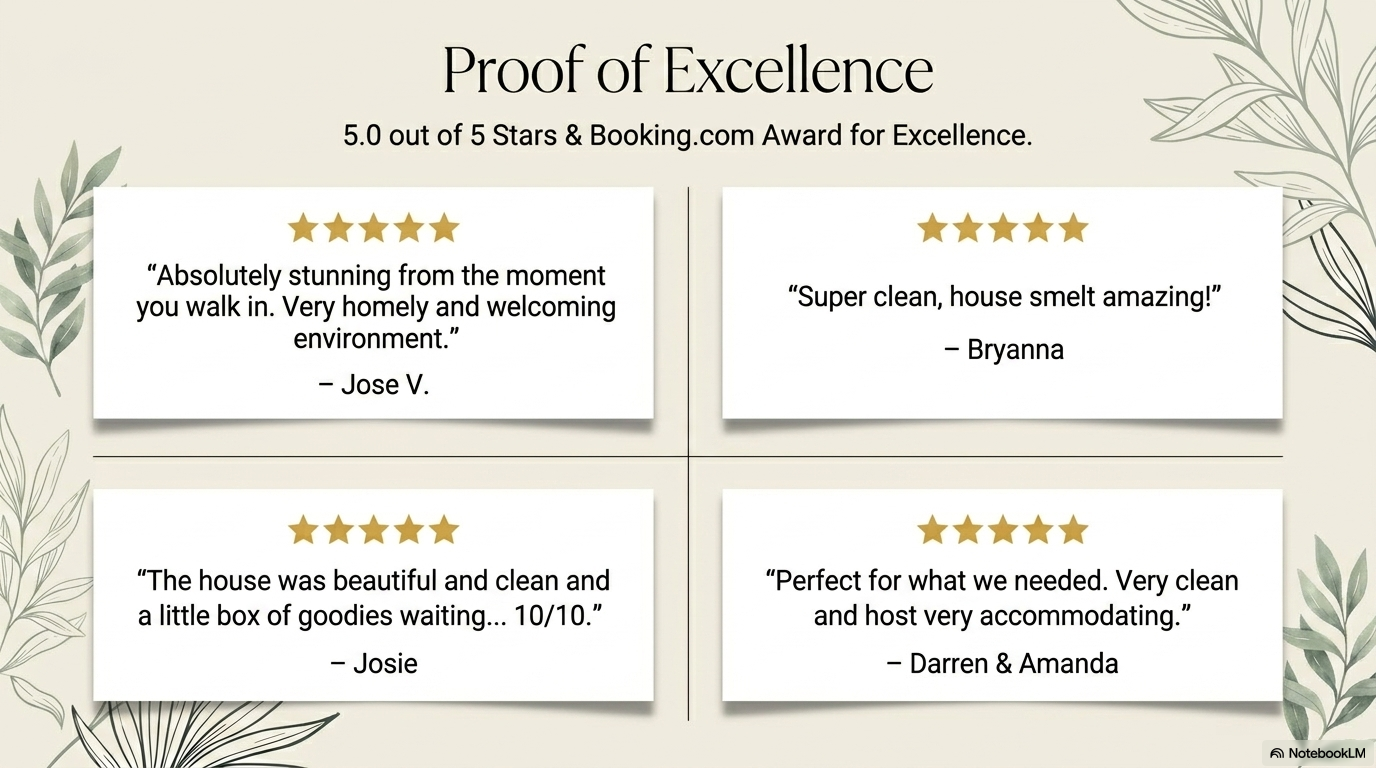 Proof of Excellence
5.0 out of 5 Stars & Booking.com Award for Excellence.
“Absolutely stunning from the moment
you walk in. Very homely and welcoming
environment.”
– Jose V.
“Super clean, house smelt amazing!”
– Bryanna
“The house was beautiful and clean and
a little box of goodies waiting... 10/10.”
– Josie
“Perfect for what we needed. Very clean
and host very accommodating.”
– Darren & Amanda
NotebookLM